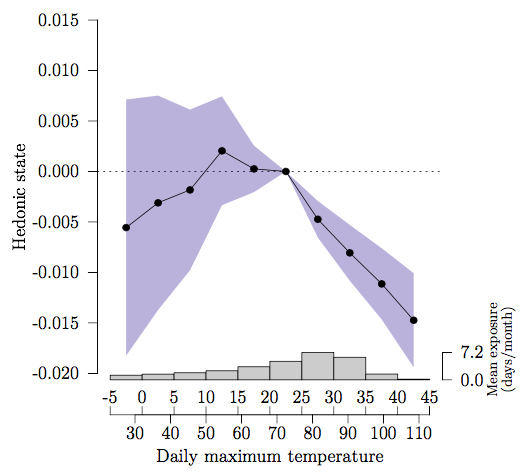 0.015
0.010
0.005
0.000
-0.005
-0.010
-0.015
-0.020
Hedonic state
7.2
0.0
Mean exposure
(days/month)
-5 0 5 10 15 20 25 30 35 40 45
30 40 50 60 70 80 90 100 110
Daily maximum temperature